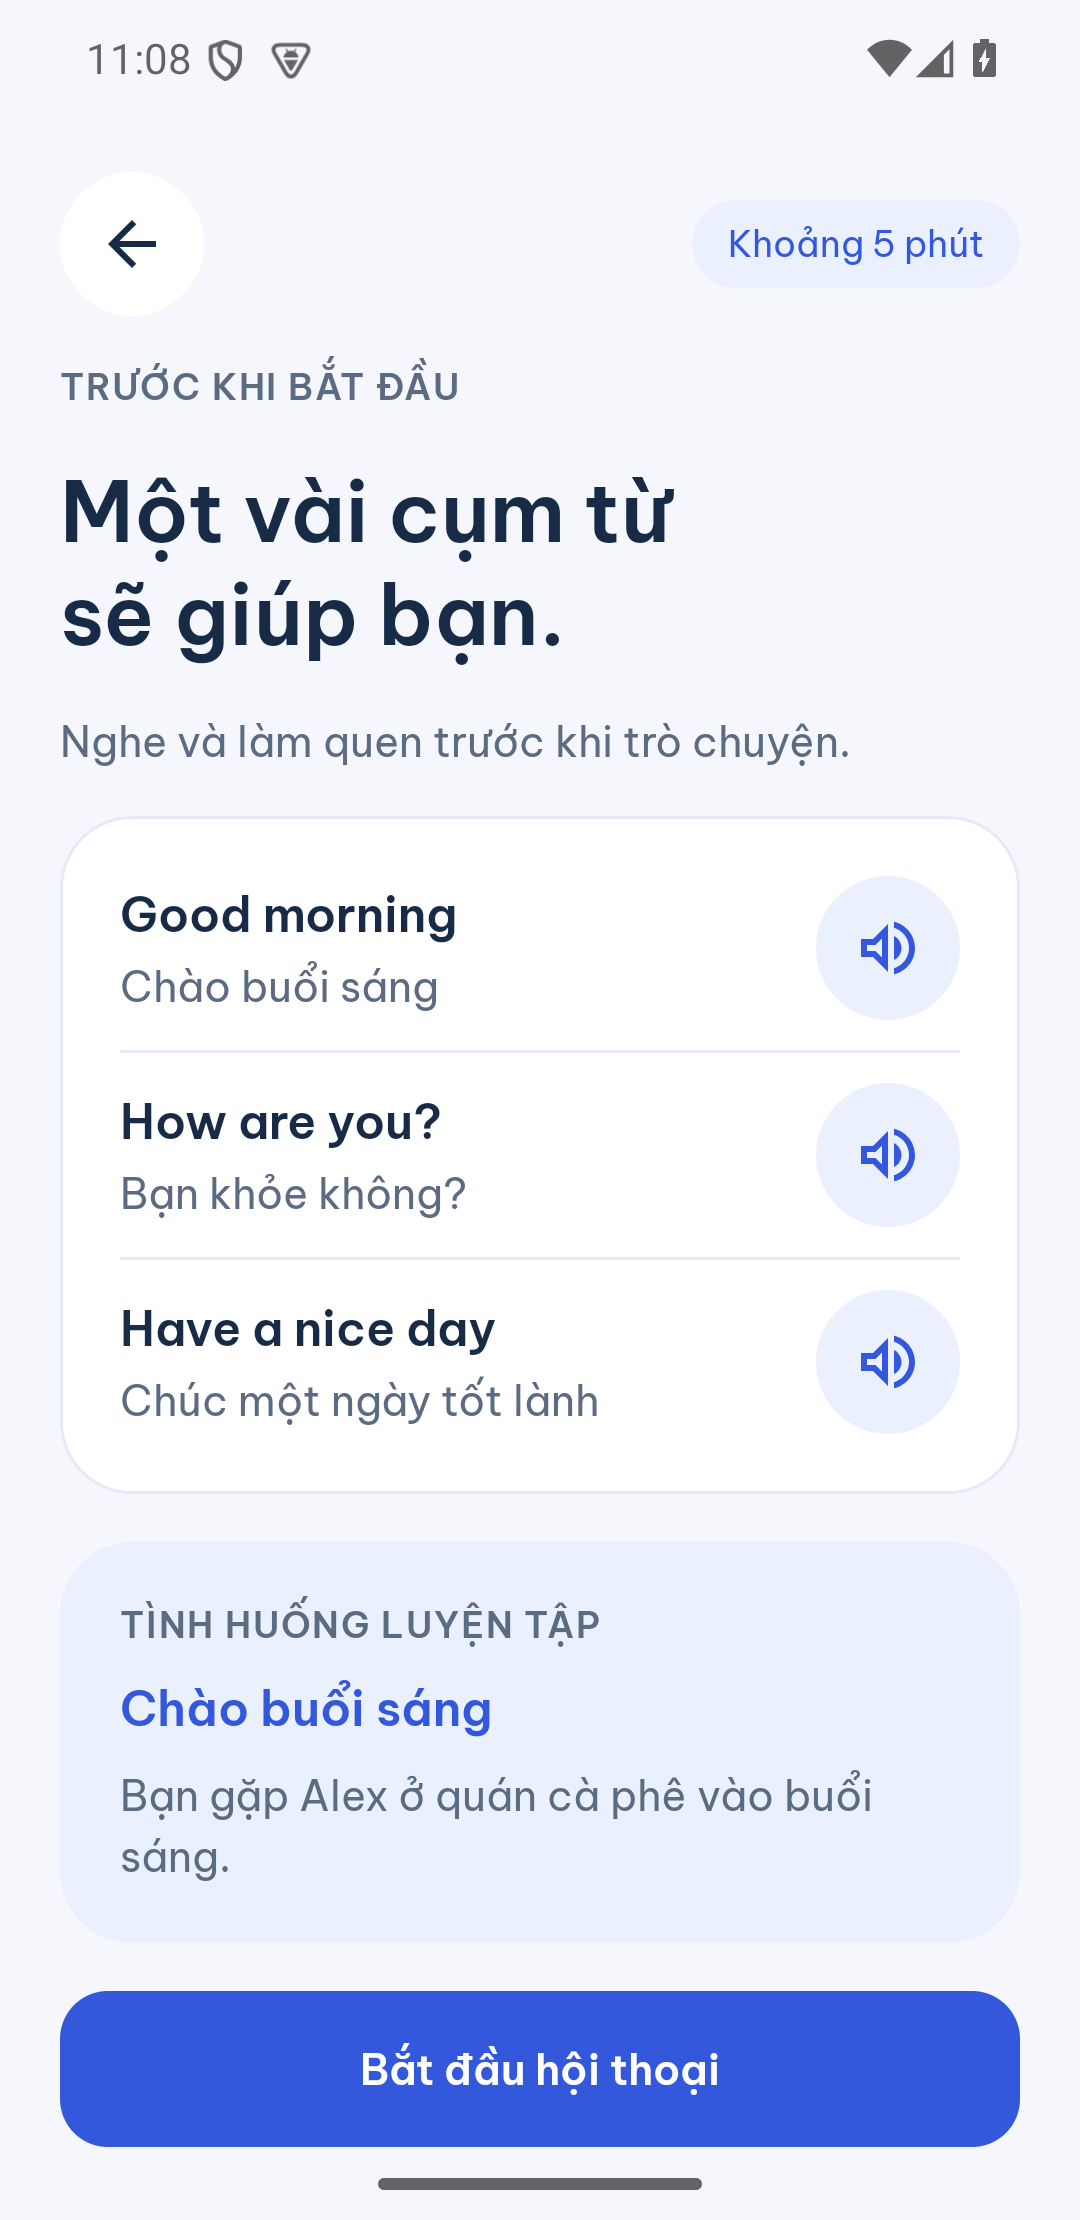 11:08
Khoảng 5 phút
TRƯỚC KHI BẮT ĐẦU
Một vài cụm từ
sẽ giúp bạn.
Nghe và làm quen trước khi trò chuyện.
Good morning
Chào buổi sáng
How are you?
Bạn khỏe không?
Have a nice day
Chúc một ngày tốt lành
TÌNH HUỐNG LUYỆN TẬP
Chào buổi sáng
Bạn gặp Alex ở quán cà phê vào buổi
sáng.
Bắt đầu hội thoại